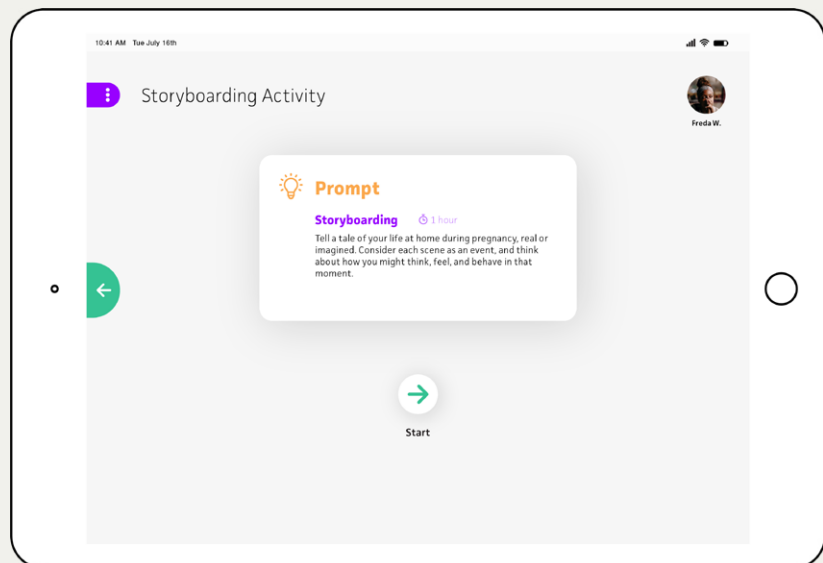 10:41 AM Tue July 16th
Storyboarding Activity
Freda W.
Prompt
Storyboarding 1 hour
Tell a tale of your life at home during pregnancy, real or
imagined. Consider each scene as an event, and think
about how you might think, feel, and behave in that
moment.
Start